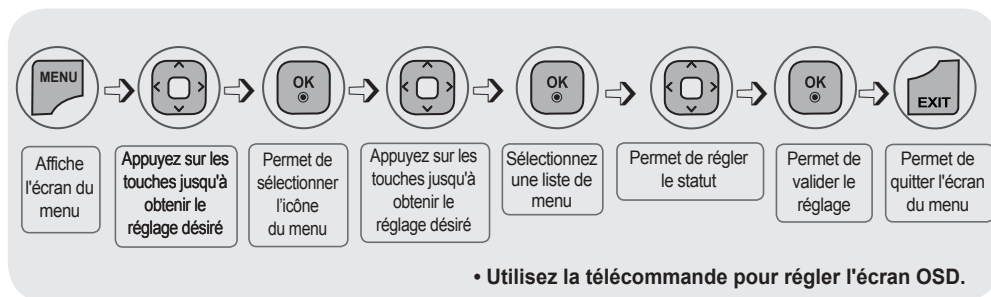 MENU
OK
OK
OK
EXIT
Affiche
l'écran du
menu
Appuyez sur les
touches jusqu'à
obtenir le
réglage désiré
Permet de
sélectionner
l'icône
du menu
Appuyez sur les
touches jusqu'à
obtenir le
réglage désiré
Sélectionnez
une liste de
menu
Permet de régler
le statut
Permet de
valider le
réglage
Permet de
quitter l'écran
du menu
• Utilisez la télécommande pour régler l'écran OSD.